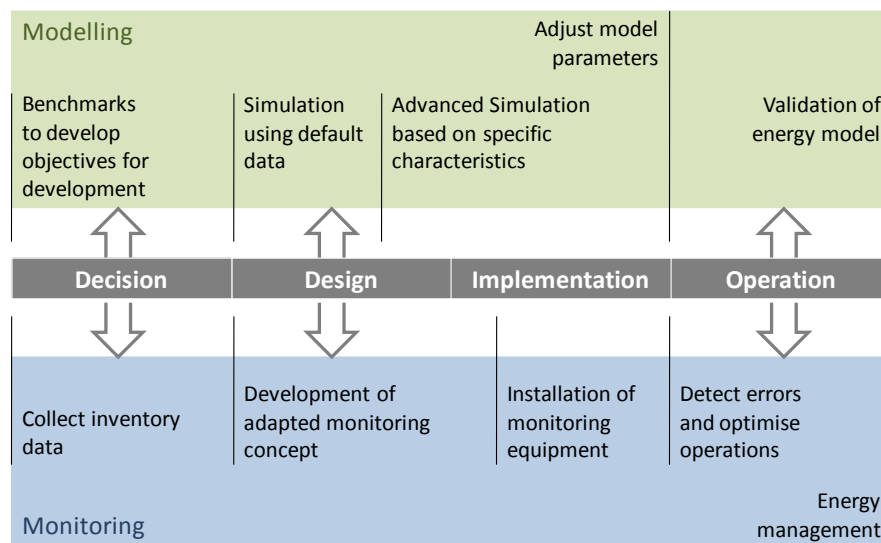 Modelling
Adjust model
parameters
Benchmarks
to develop
objectives for
development
Simulation
using default
data
Advanced Simulation
based on specific
characteristics
Validation of
energy model
Decision
Design
Implementation
Operation
Collect inventory
data
Development of
adapted monitoring
concept
Installation of
monitoring
equipment
Detect errors
and optimise
operations
Monitoring
Energy
management